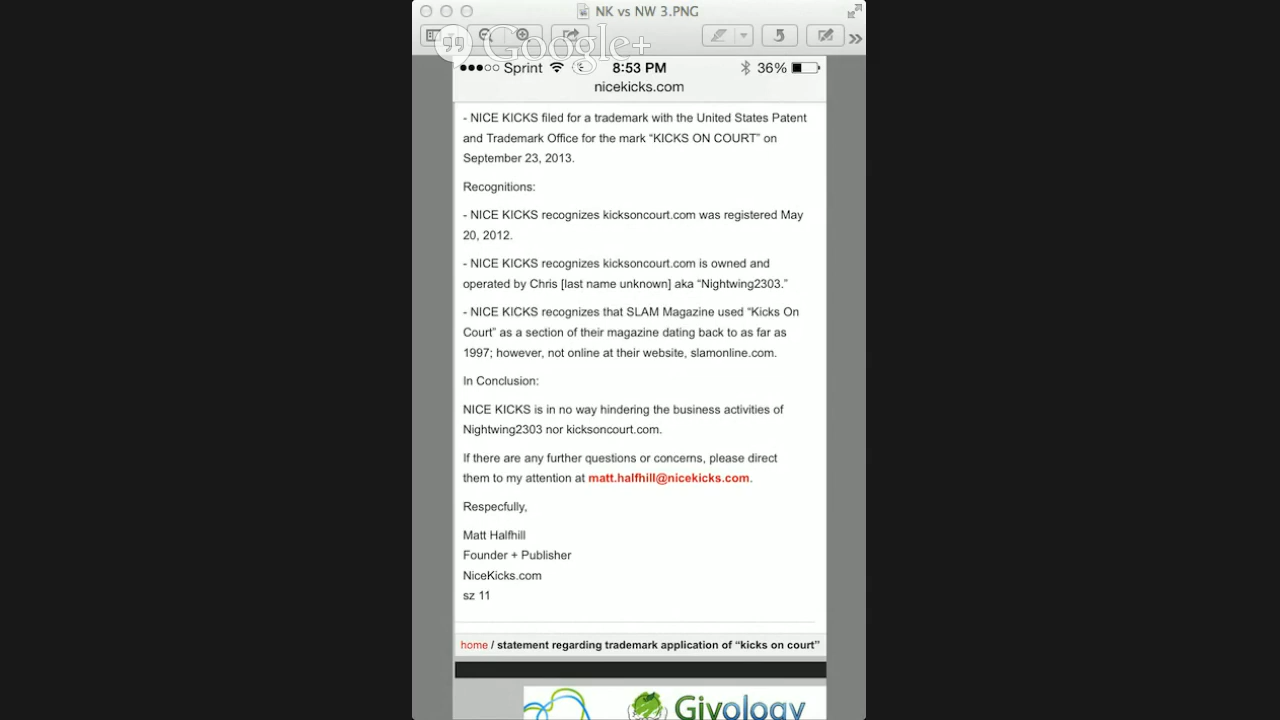 NK vs NW 3.PNG
Google+
Sprint 8:53 PM 36%
nicekicks.com
- NICE KICKS filed for a trademark with the United States Patent
and Trademark Office for the mark “KICKS ON COURT” on
September 23, 2013.
Recognitions:
- NICE KICKS recognizes kicksoncourt.com was registered May
20, 2012.
- NICE KICKS recognizes kicksoncourt.com is owned and
operated by Chris [last name unknown] aka “Nightwing2303.”
- NICE KICKS recognizes that SLAM Magazine used “Kicks On
Court” as a section of their magazine dating back to as far as
1997; however, not online at their website, slamonline.com.
In Conclusion:
NICE KICKS is in no way hindering the business activities of
Nightwing2303 nor kicksoncourt.com.
If there are any further questions or concerns, please direct
them to my attention at matt.halfhill@nicekicks.com.
Respecfully,
Matt Halfhill
Founder + Publisher
NiceKicks.com
sz 11
home / statement regarding trademark application of “kicks on court”
Givology